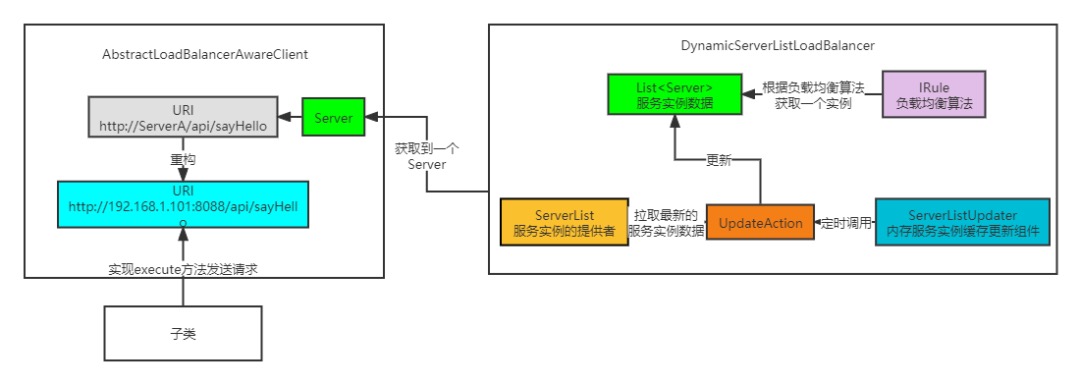 AbstractLoadBalancerAwareClient
URI
http://ServerA/api/sayHello
Server
重构
URI
http://192.168.1.101:8088/api/sayHell
o
实现execute方法发送请求
子类
获取到一个
Server
DynamicServerListLoadBalancer
List<Server>
服务实例数据
根据负载均衡算法
获取一个实例
IRule
负载均衡算法
更新
ServerList
服务实例的提供者
拉取最新的
服务实例数据
UpdateAction
定时调用
ServerListUpdater
内存服务实例缓存更新组件